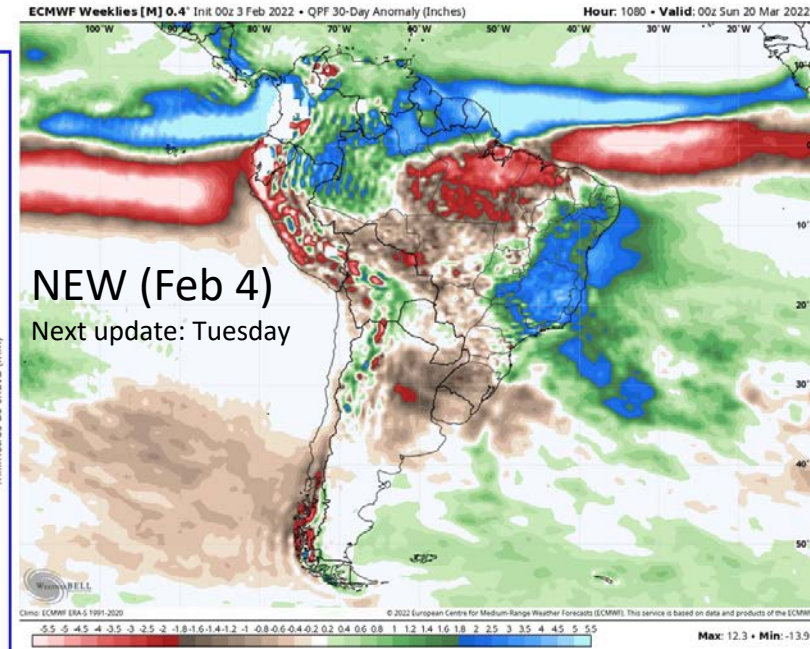 ECMWF Weeklies [M] 0.4° Init 00z 3 Feb 2022 • QPF 30-Day Anomaly (Inches)
Hour: 1080 • Valid: 00z Sun 20 Mar 2022
100°W 90°W 80°W 70°W 60°W 50°W 40°W 30°W 20°W
10°
0°
10°
20°
30°
40°
50°
NEW (Feb 4)
Next update: Tuesday
WeatherBELL
Climo: ECMWF ERA-5 1991-2020
© 2022 European Centre for Medium-Range Weather Forecasts (ECMWF). This service is based on data and products of the ECMWF
-5.5 -5 -4.5 -4 -3.5 -3 -2.5 -2 -1.8 -1.6 -1.4 -1.2 -1 -0.8 -0.6 -0.4 -0.2 0.2 0.4 0.6 0.8 1 1.2 1.4 1.6 1.8 2 2.5 3 3.5 4 4.5 5 5.5
Max: 12.3 • Min: -13.9